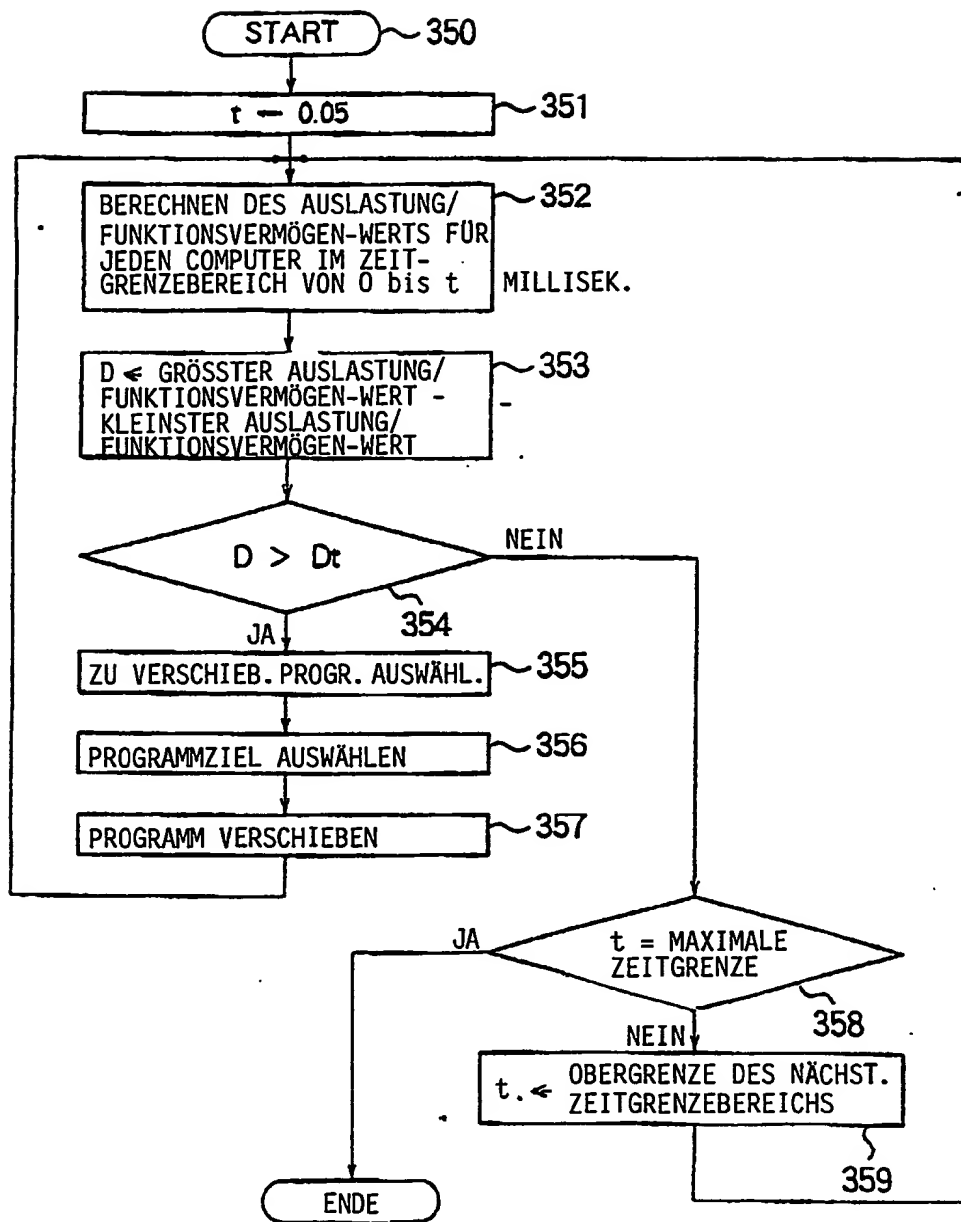 START 350
t ← 0.05 351
BERECHNEN DES AUSLASTUNG/ 352
FUNKTIONSVERMÖGEN-WERTS FÜR
JEDEN COMPUTER IM ZEIT-
GRENZEBEREICH VON 0 bis t MILLISEK.
D ← GRÖSSTER AUSLASTUNG/ 353
FUNKTIONSVERMÖGEN-WERT -
KLEINSTER AUSLASTUNG/
FUNKTIONSVERMÖGEN-WERT
D > Dt
NEIN
354
JA
ZU VERSCHIEB. PROGR. AUSWÄHL. 355
PROGRAMMZIEL AUSWÄHLEN 356
PROGRAMM VERSCHIEBEN 357
JA
t = MAXIMALE
ZEITGRENZE
358
NEIN
t. ← OBERGRENZE DES NÄCHST.
ZEITGRENZEBEREICHS
359
ENDE